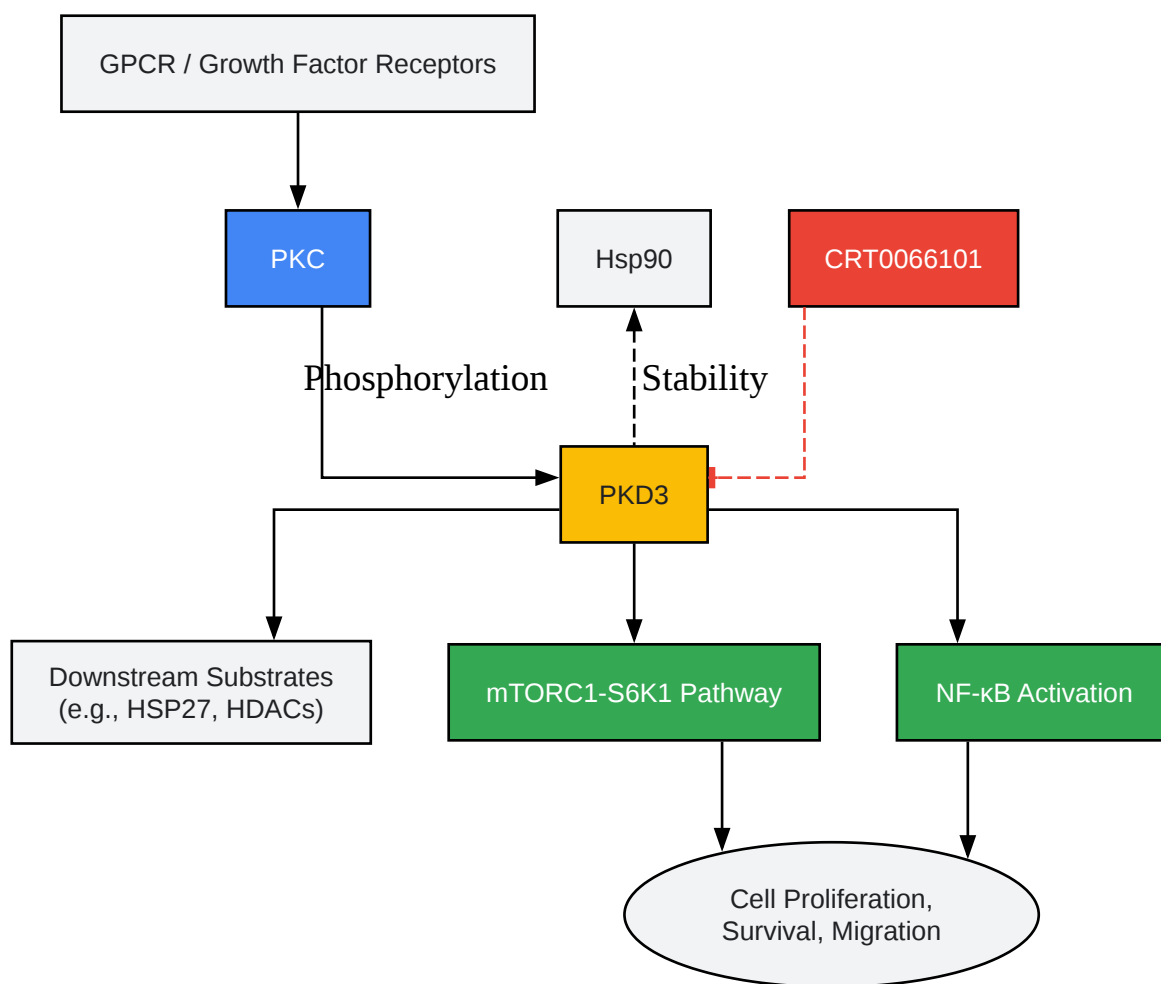 GPCR / Growth Factor Receptors
PKC
Hsp90
CRT0066101
Phosphorylation
Stability
PKD3
Downstream Substrates
(e.g., HSP27, HDACs)
mTORC1-S6K1 Pathway
NF-κB Activation
Cell Proliferation,
Survival, Migration